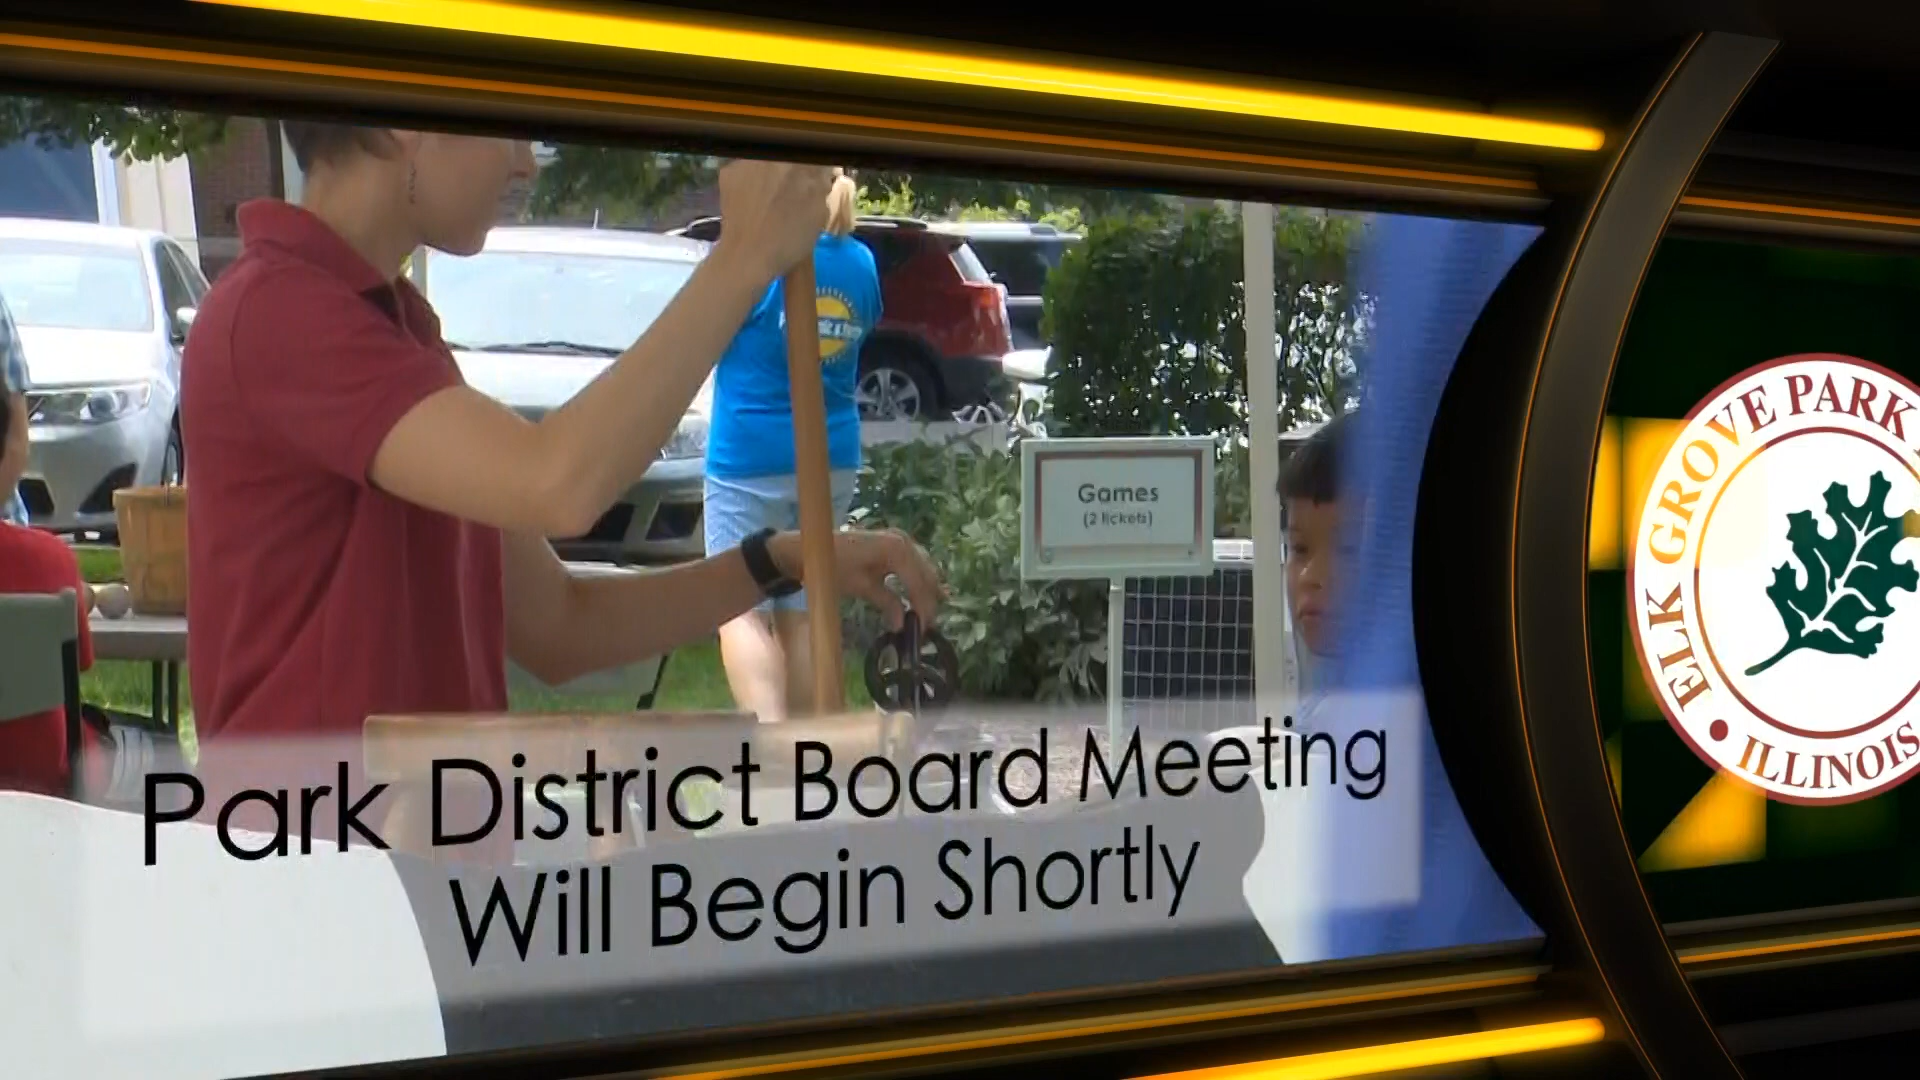 Games
(2 tickets)
Park District Board Meeting
Will Begin Shortly
ELK GROVE PARK
ILLINOIS